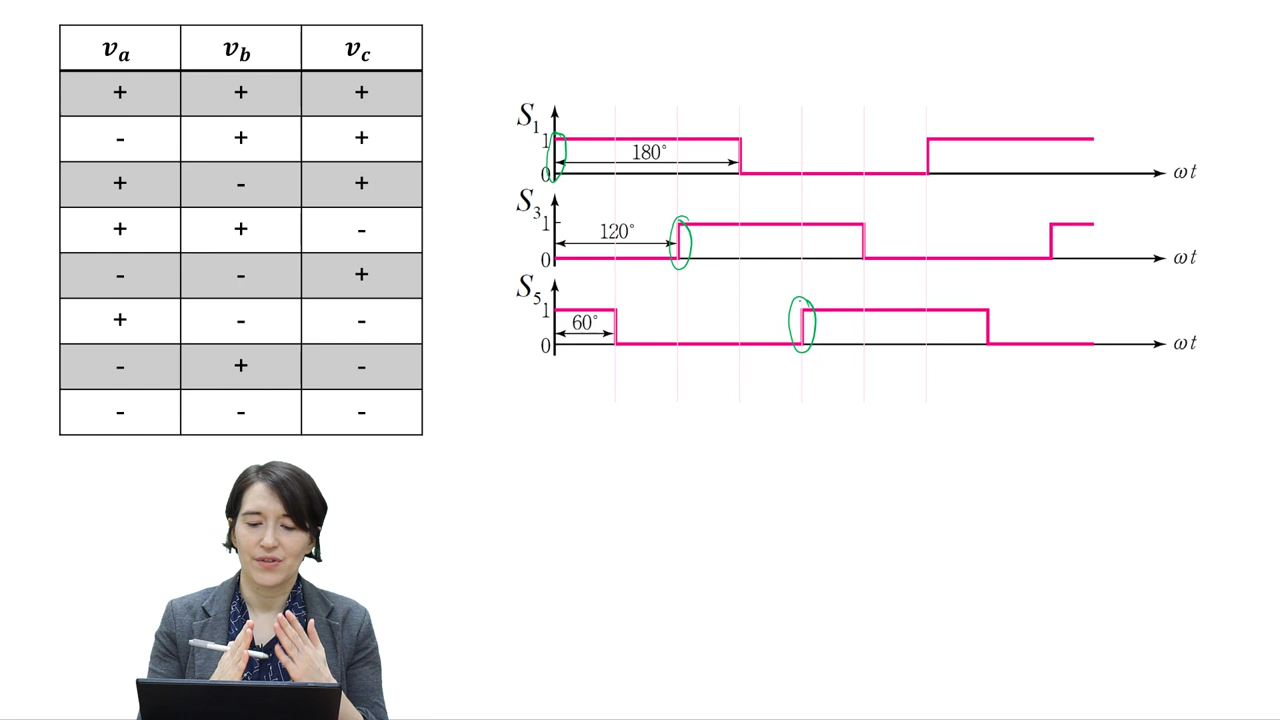 v_a v_b v_c
+ + +
- + +
+ - +
+ + -
- - +
+ - -
- + -
- - -
S_1
1
180°
0
ωt
S_3
1
120°
0
ωt
S_5
1
60°
0
ωt